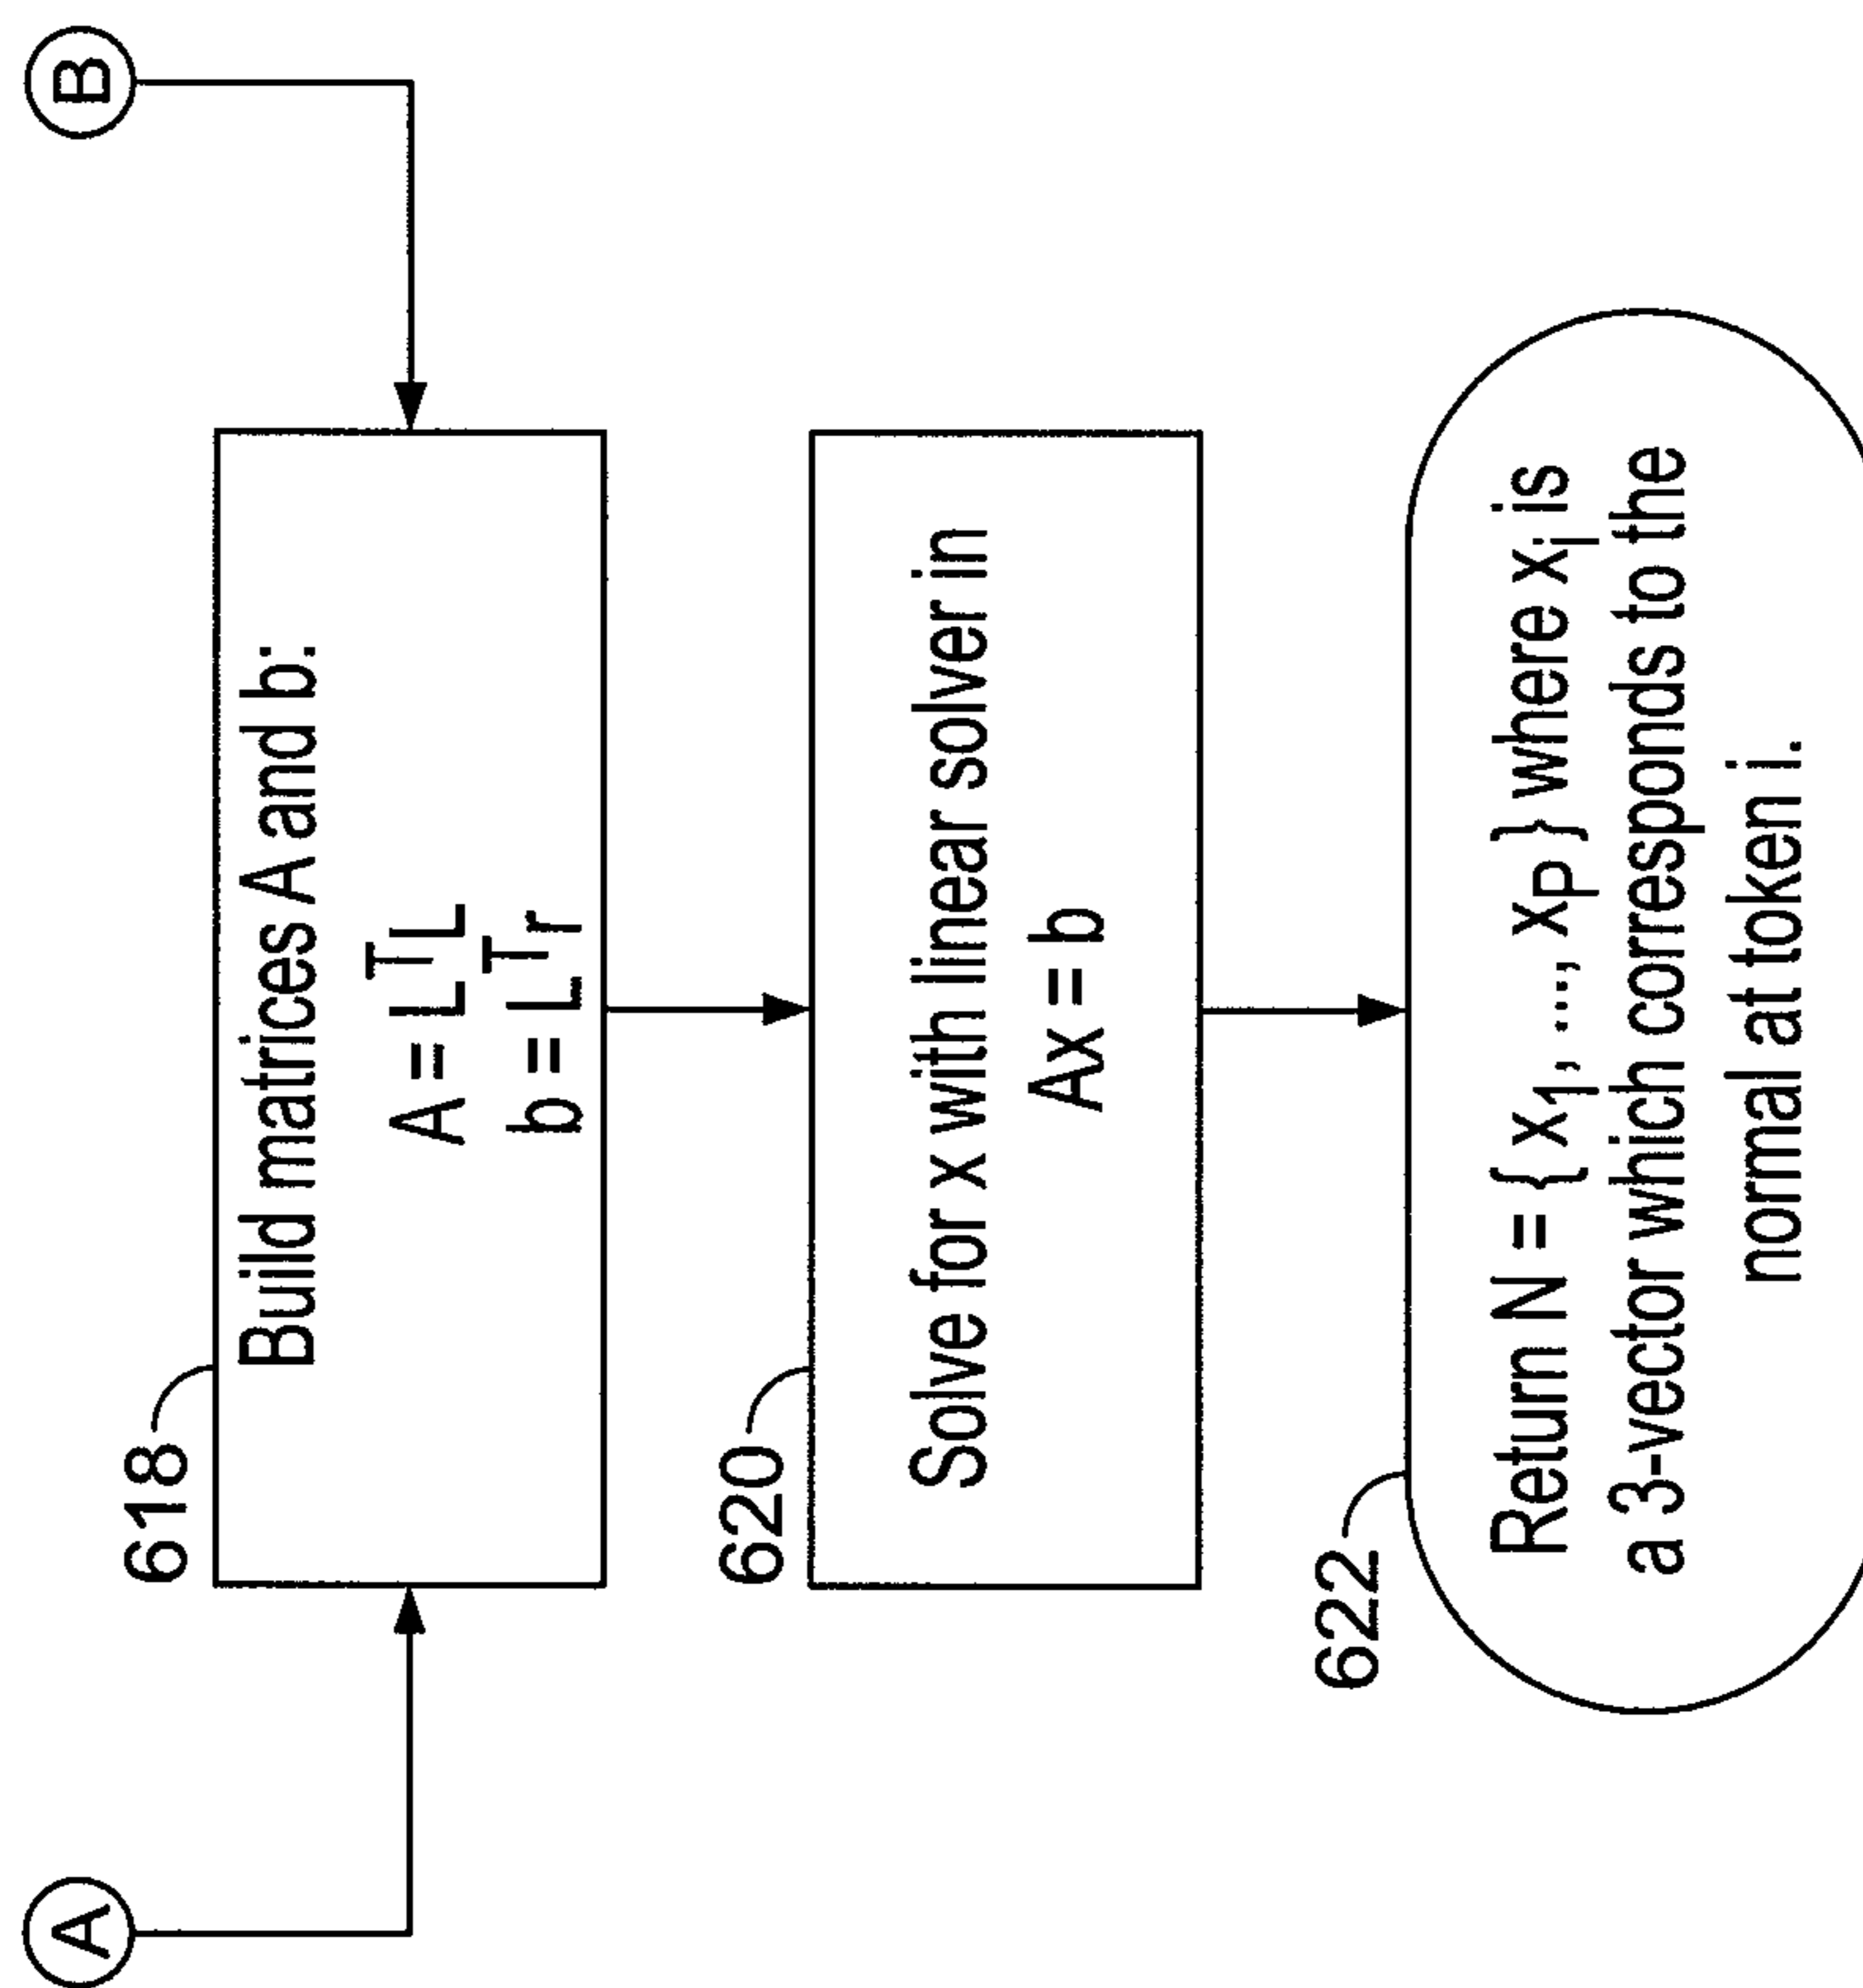 A
B
618
Build matrices A and b:
A = LᵀL
b = Lᵀr
620
Solve for x with linear solver in
Ax = b
622
Return N = { x₁, ..., x_P } where xᵢ is
a 3-vector which corresponds to the
normal at token i.